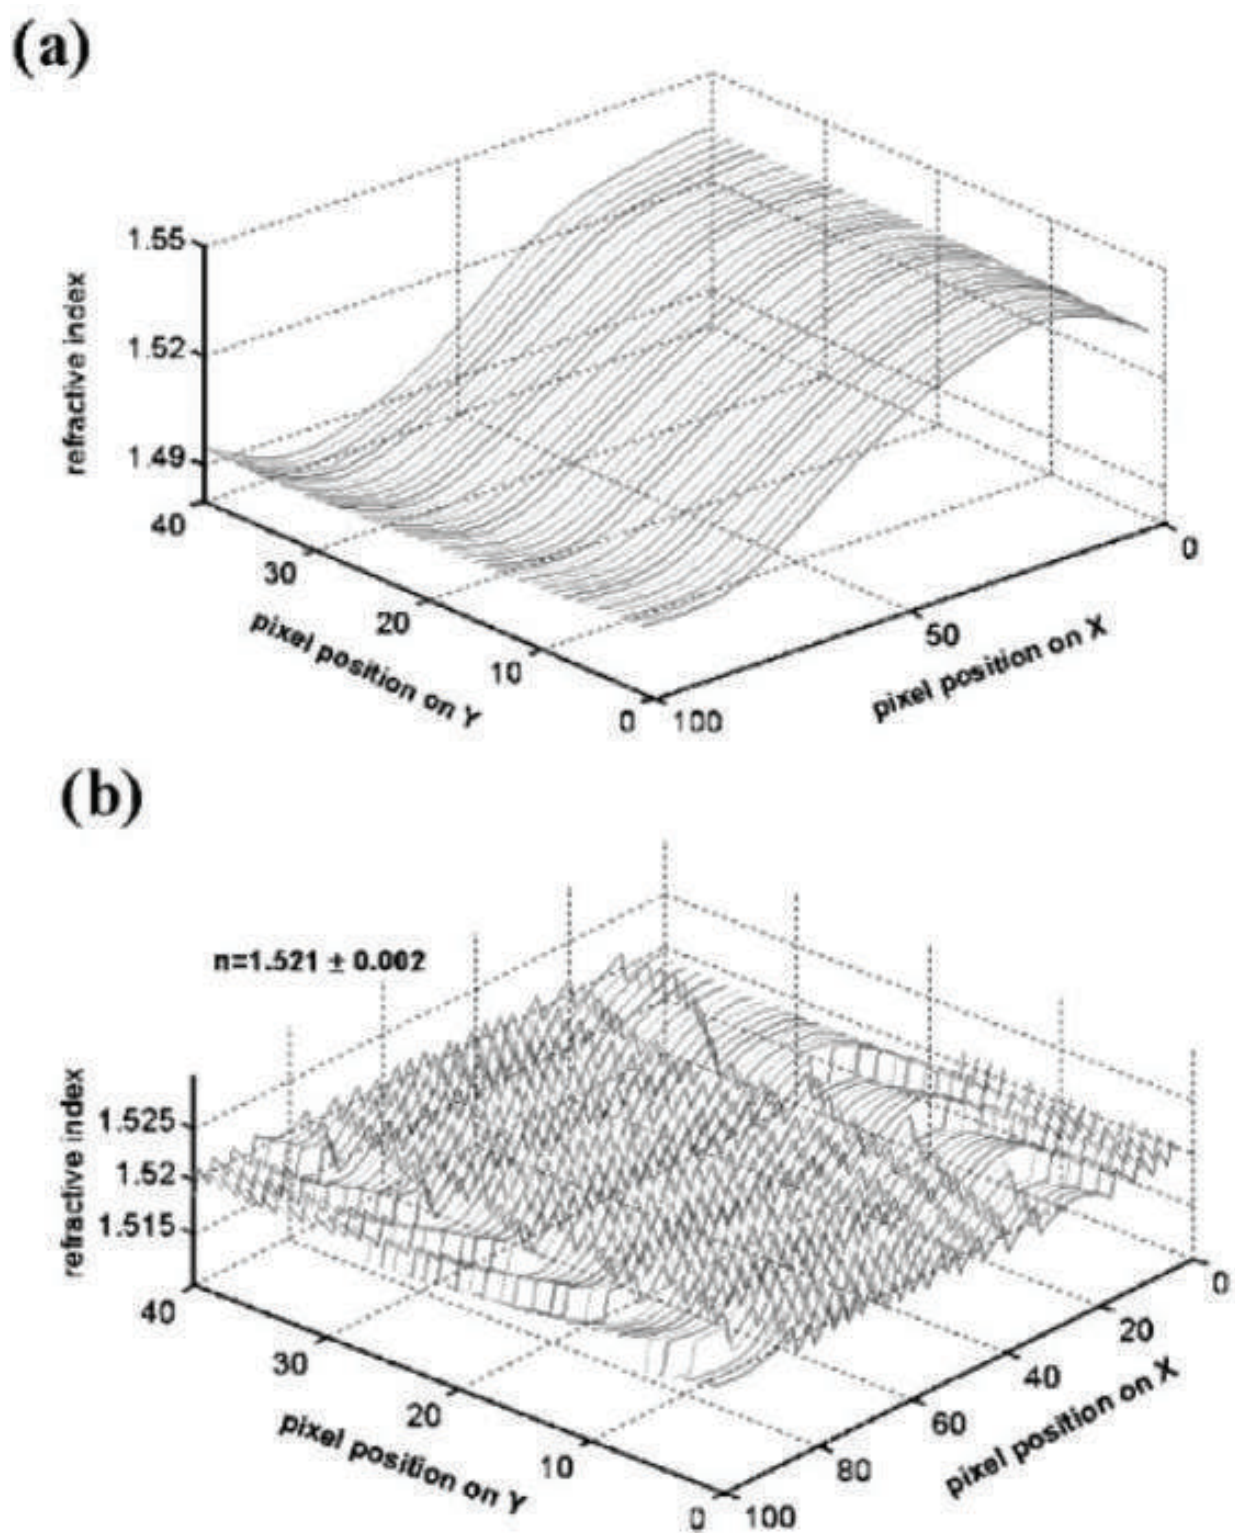 (a)
1.55
1.52
1.49
refractive index
40
30
20
10
0
pixel position on Y
100
50
0
pixel position on X
(b)
n=1.521 ± 0.002
1.525
1.52
1.515
refractive index
40
30
20
10
0
pixel position on Y
100
80
60
40
20
0
pixel position on X